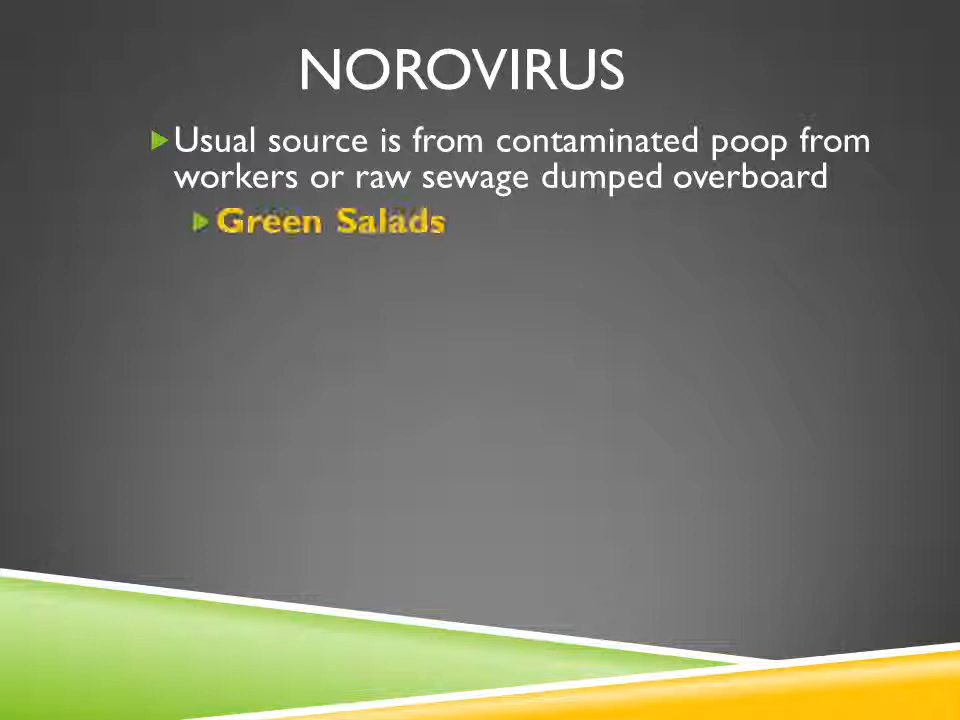 NOROVIRUS
Usual source is from contaminated poop from
workers or raw sewage dumped overboard
Green Salads